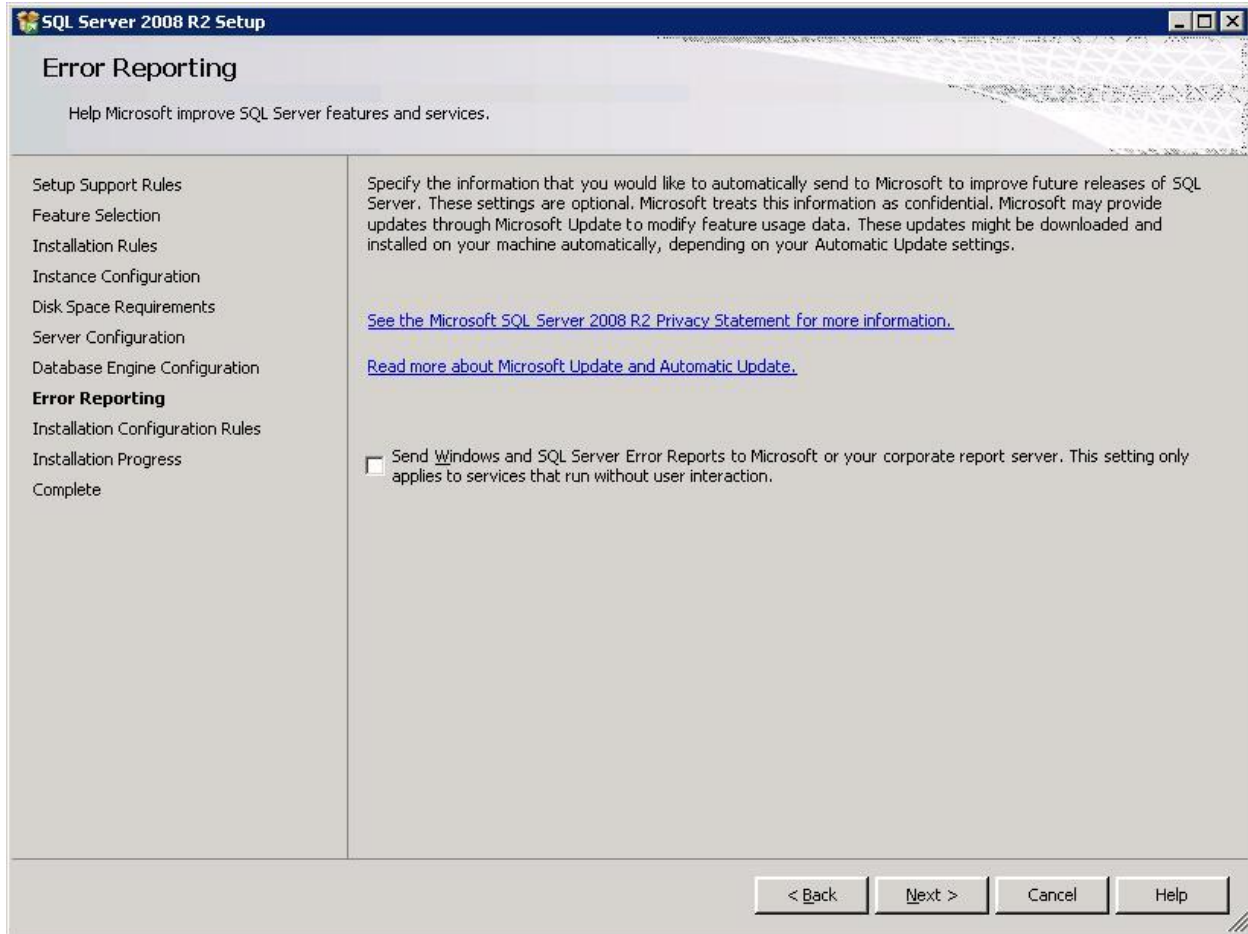 SQL Server 2008 R2 Setup
Error Reporting
Help Microsoft improve SQL Server features and services.
Setup Support Rules
Feature Selection
Installation Rules
Instance Configuration
Disk Space Requirements
Server Configuration
Database Engine Configuration
Error Reporting
Installation Configuration Rules
Installation Progress
Complete
Specify the information that you would like to automatically send to Microsoft to improve future releases of SQL
Server. These settings are optional. Microsoft treats this information as confidential. Microsoft may provide
updates through Microsoft Update to modify feature usage data. These updates might be downloaded and
installed on your machine automatically, depending on your Automatic Update settings.
See the Microsoft SQL Server 2008 R2 Privacy Statement for more information.
Read more about Microsoft Update and Automatic Update.
Send Windows and SQL Server Error Reports to Microsoft or your corporate report server. This setting only
applies to services that run without user interaction.
< Back
Next >
Cancel
Help